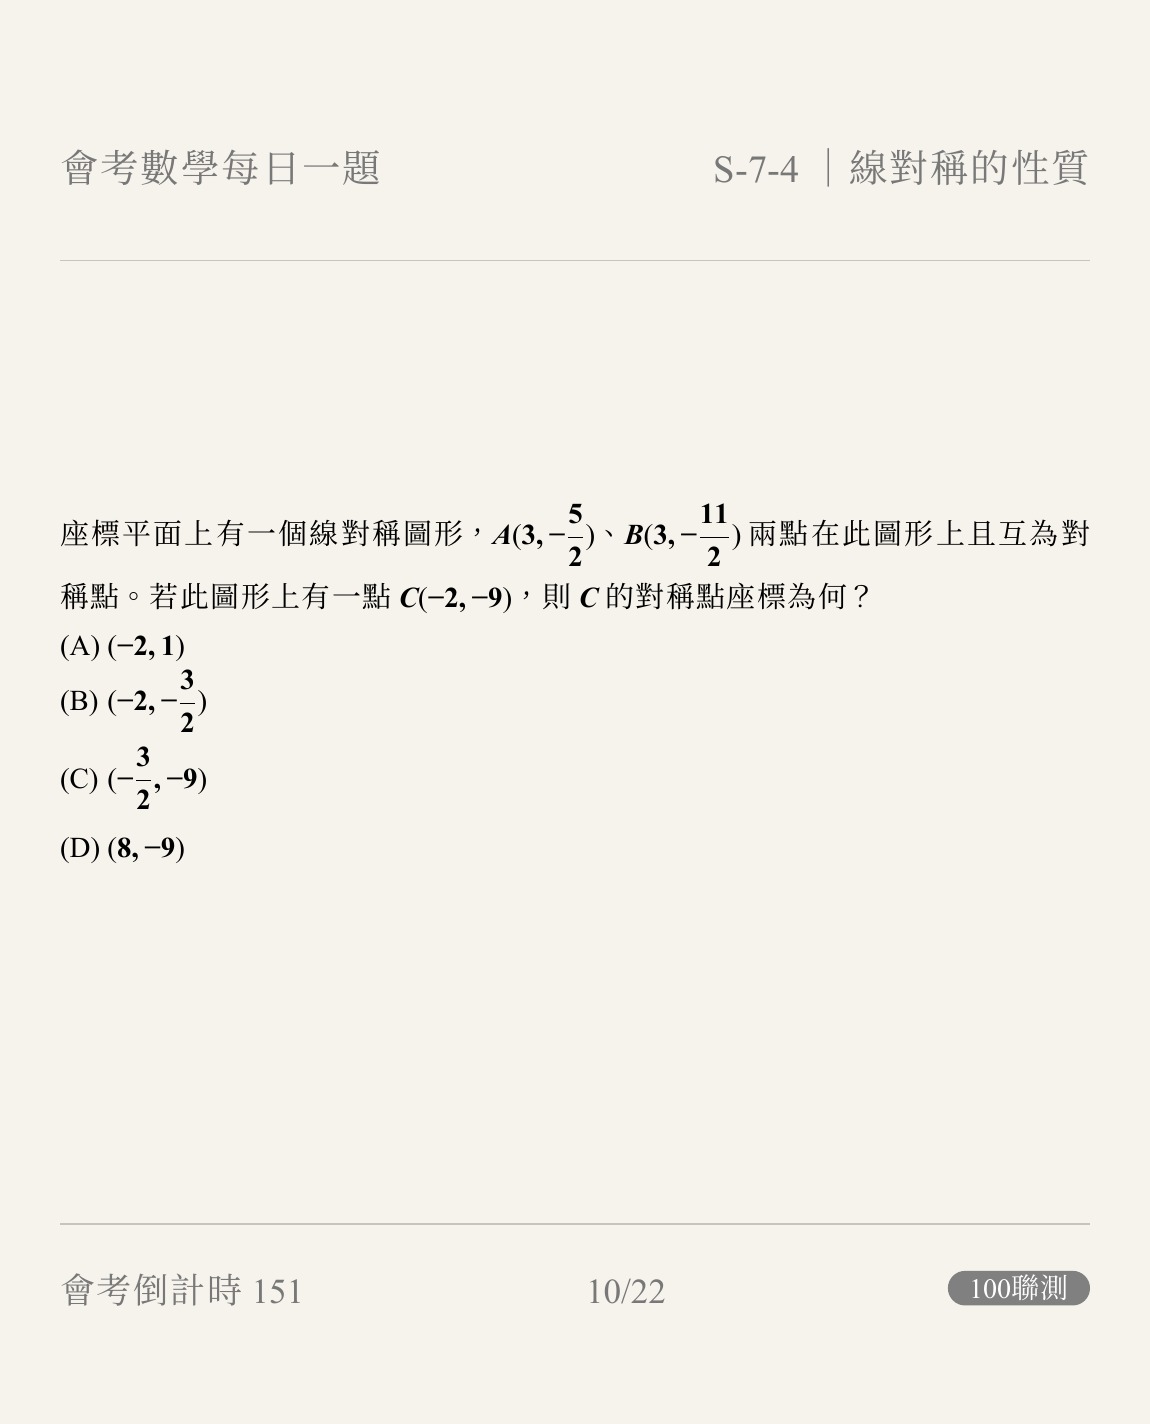 會考數學每日一題
S-7-4｜線對稱的性質
座標平面上有一個線對稱圖形，A(3, −5/2)、B(3, −11/2) 兩點在此圖形上且互為對
稱點。若此圖形上有一點 C(−2, −9)，則 C 的對稱點座標為何？
(A) (−2, 1)
(B) (−2, −3/2)
(C) (−3/2, −9)
(D) (8, −9)
會考倒計時 151
10/22
100聯測